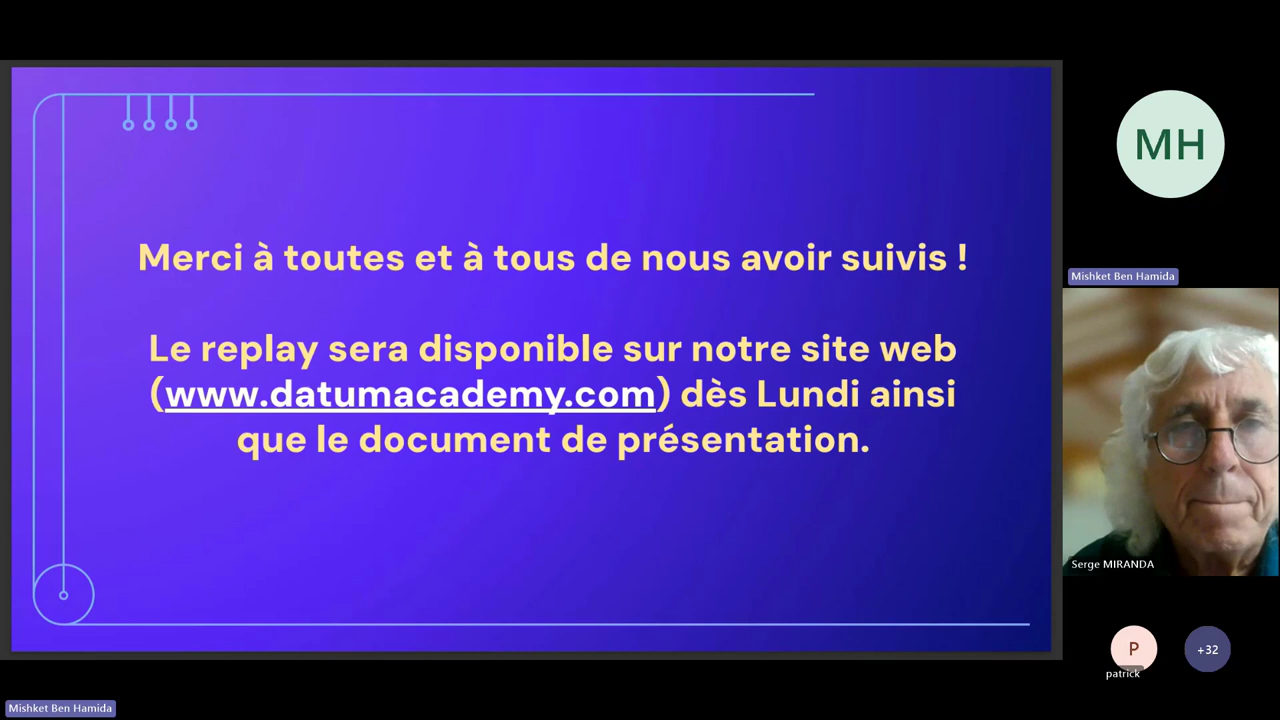 Merci à toutes et à tous de nous avoir suivis !
Le replay sera disponible sur notre site web
(www.datumacademy.com) dès Lundi ainsi
que le document de présentation.
MH
Mishket Ben Hamida
Serge MIRANDA
P
patrick
+32
Mishket Ben Hamida